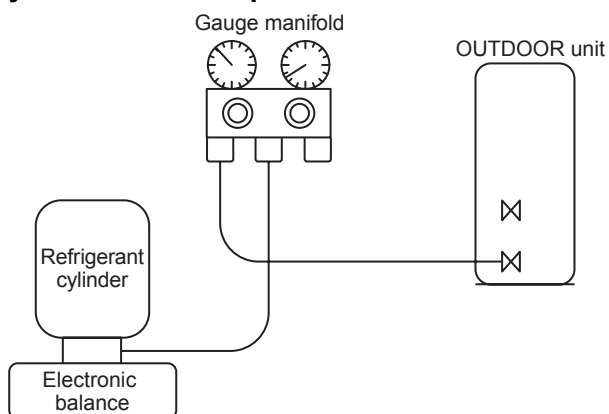 Gauge manifold
OUTDOOR unit
Refrigerant
cylinder
Electronic
balance